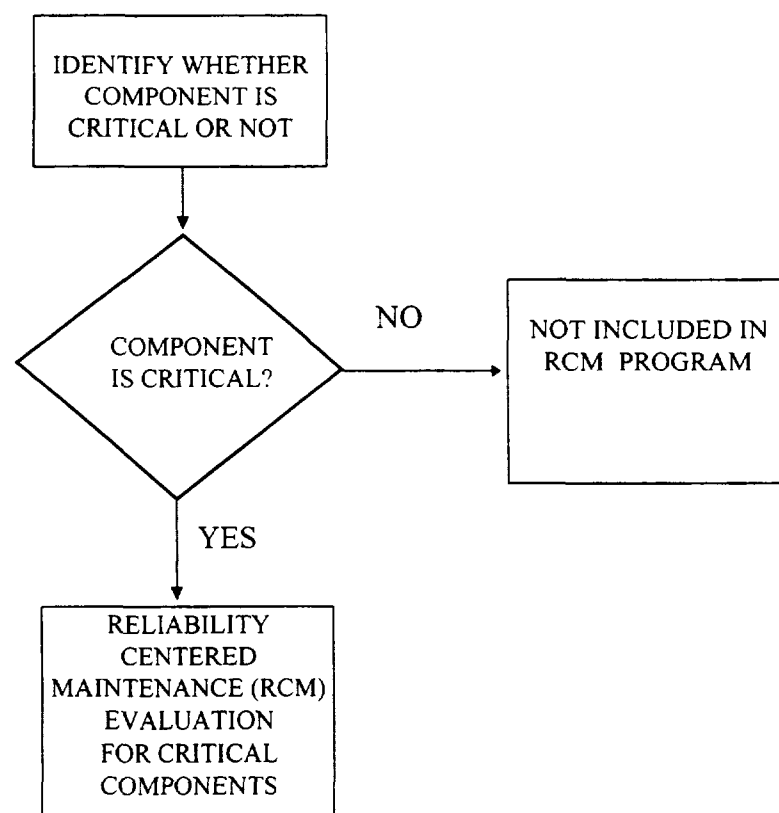 IDENTIFY WHETHER
COMPONENT IS
CRITICAL OR NOT
COMPONENT
IS CRITICAL?
NO
NOT INCLUDED IN
RCM PROGRAM
YES
RELIABILITY
CENTERED
MAINTENANCE (RCM)
EVALUATION
FOR CRITICAL
COMPONENTS